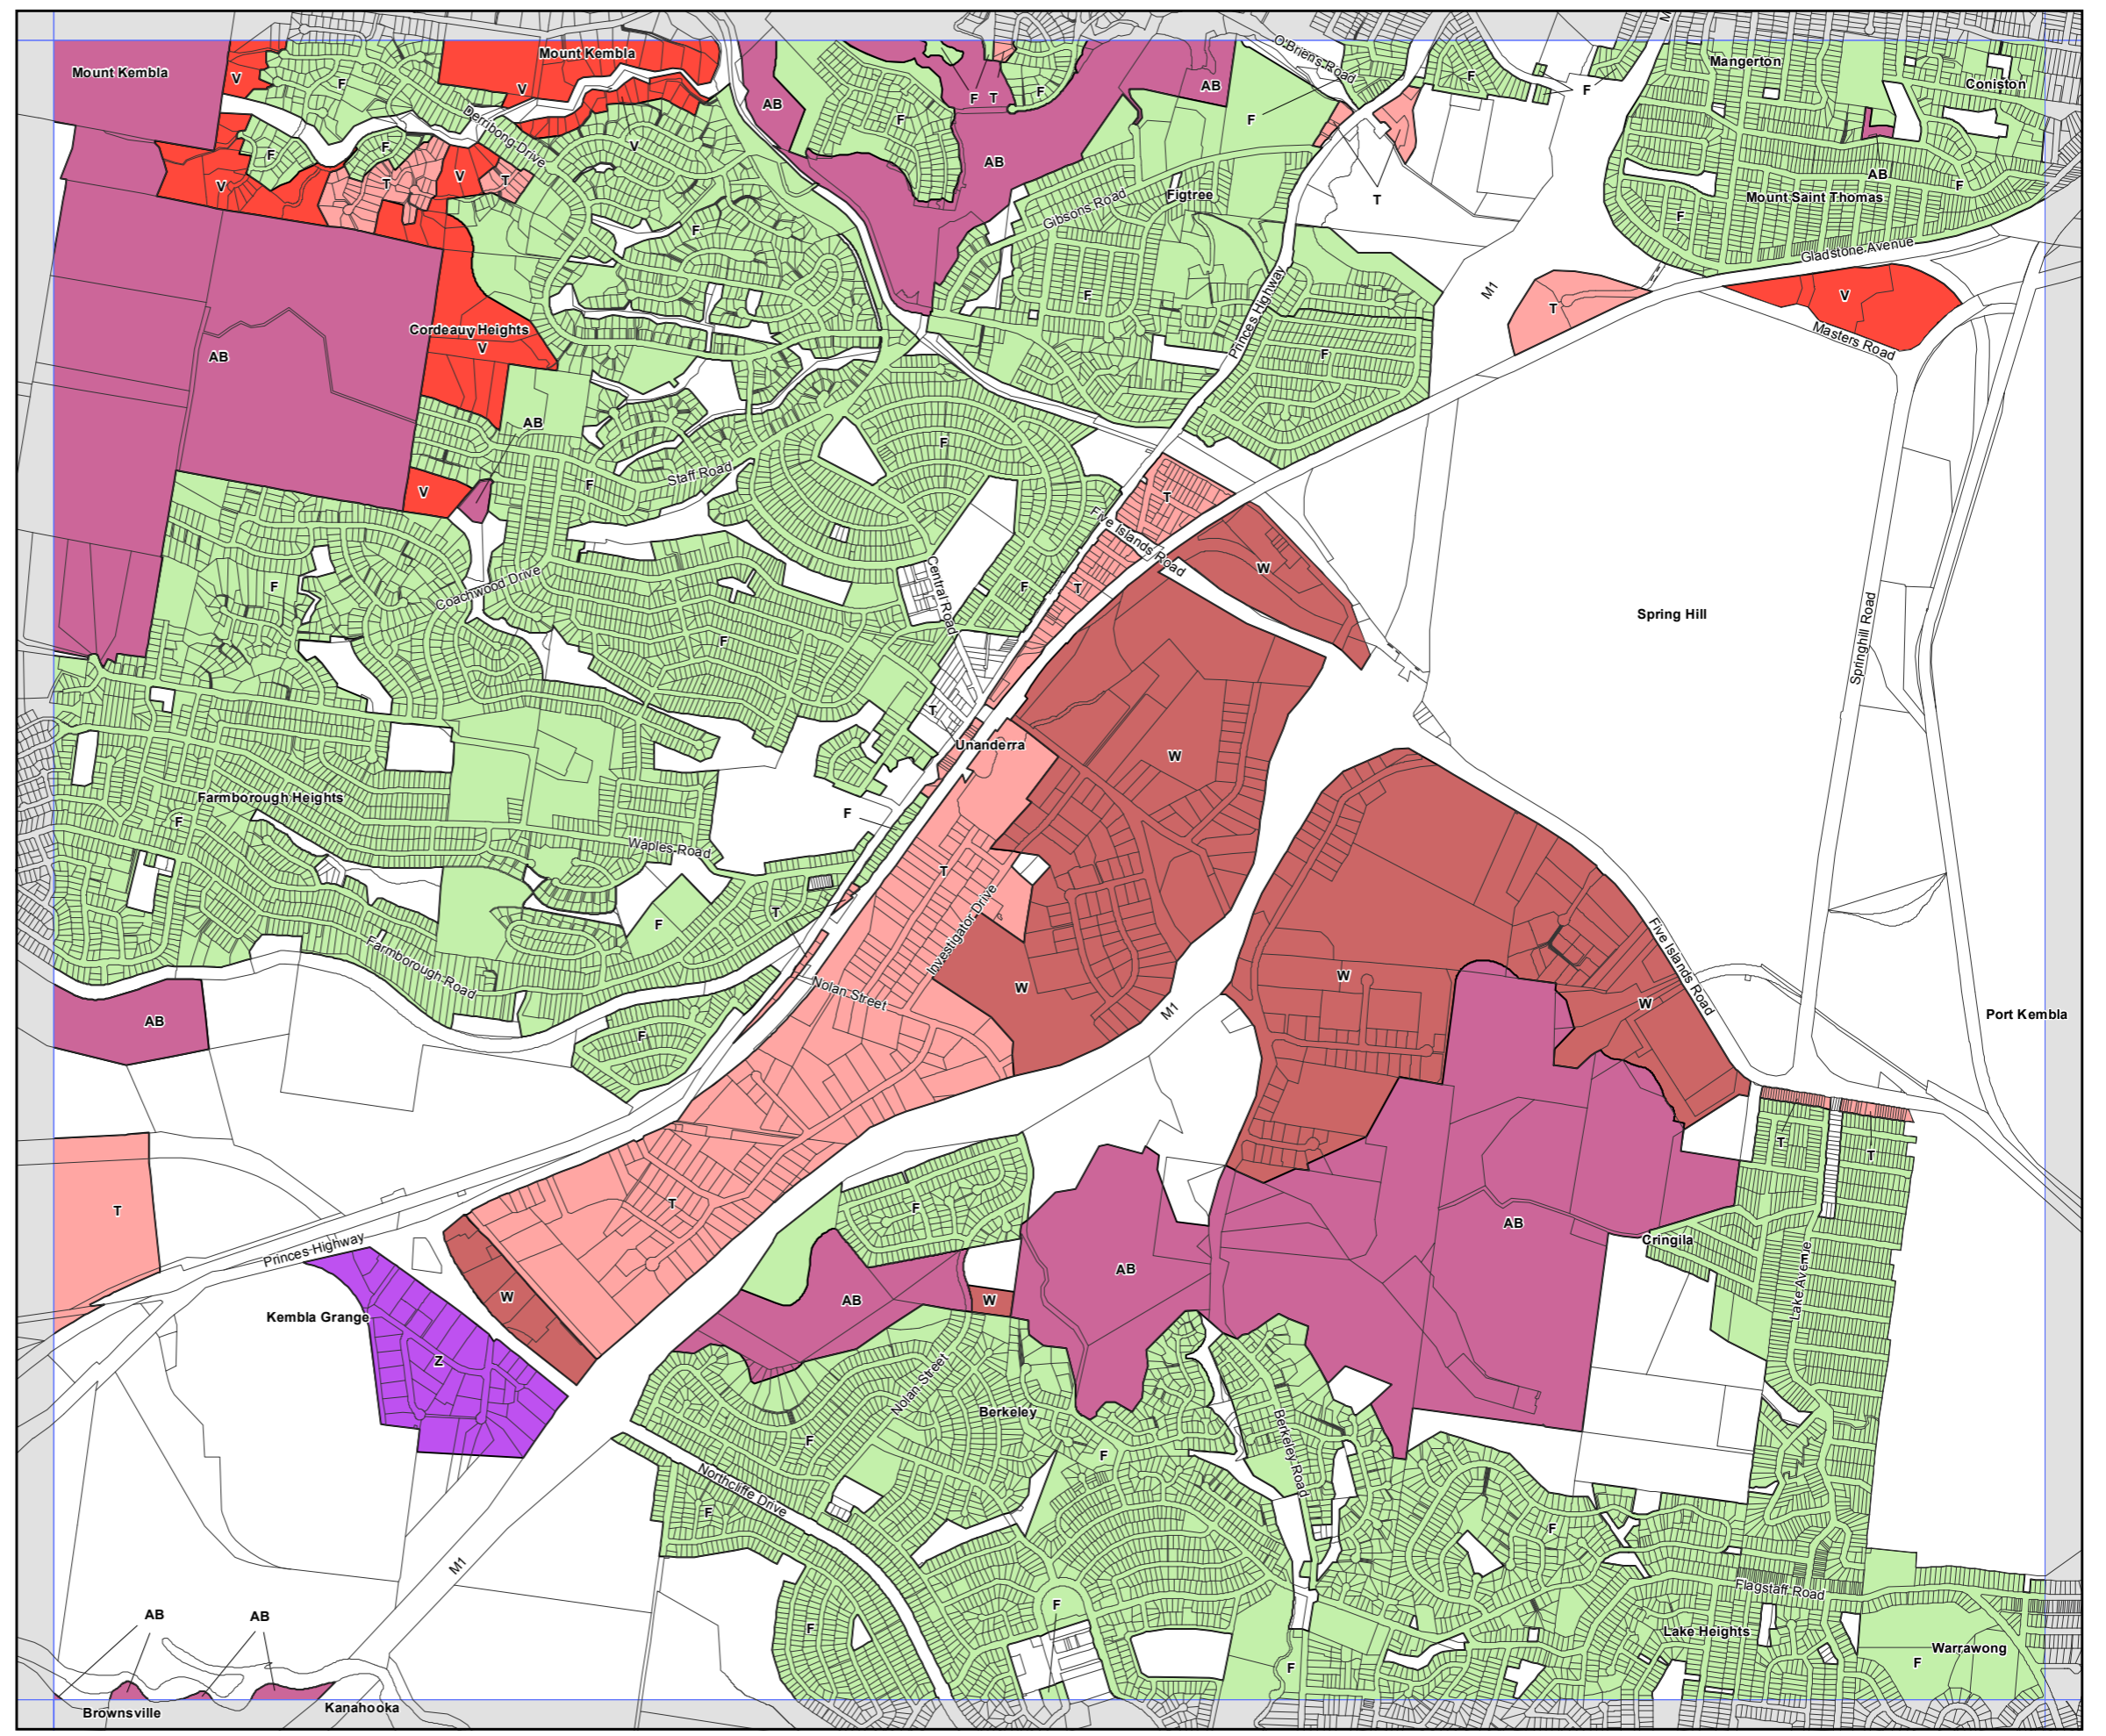 O'Briens Road
M
Mount Kembla
Mount Kembla
V
V
F
Mangerton
Coniston
F
F
AB
F T
F
AB
F
F
Derribong Drive
AB
F
F
V
F
V
T
V
T
AB
Gibsons Road
Figtree
T
AB
F
Mount Saint Thomas
F
F
Gladstone Avenue
M1
F
T
V
Masters Road
Princes Highway
Cordeaux Heights
V
V
AB
F
AB
F
Staff Road
F
V
T
Five Islands Road
W
Coachwood Drive
F
Central Road
F
T
Spring Hill
Springhill Road
F
T
Unanderra
W
Farmborough Heights
F
F
Waples Road
T
T
F
Investigator Drive
Farmborough Road
Nolan Street
W
M1
W
Five Islands Road
W
Port Kembla
AB
F
T
T
T
F
T
AB
Cringila
F
Lake Avenue
Princes Highway
AB
AB
W
W
Kembla Grange
Z
Nolan Street
Berkeley
F
F
Berkeley Road
Northcliffe Drive
F
F
M1
Flagstaff Road
F
F
AB
AB
Lake Heights
Warrawong
F
F
Brownsville
Kanahooka